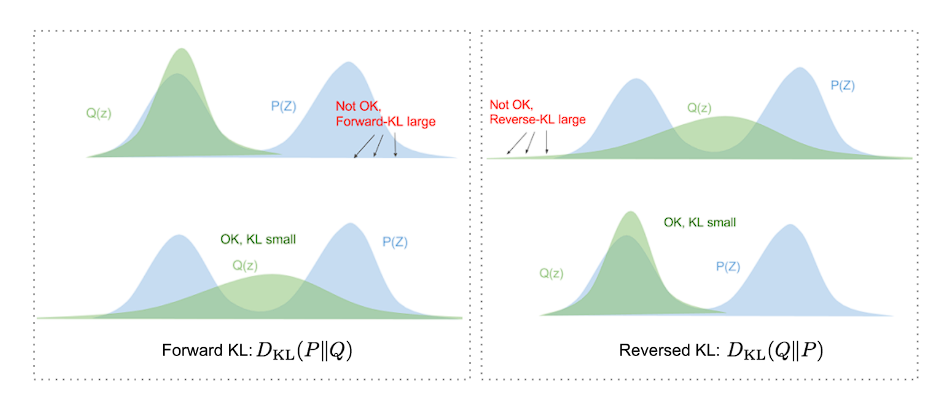 Q(z)
P(Z)
Not OK,
Forward-KL large
OK, KL small
Q(z)
P(Z)
Forward KL: D_KL(P∥Q)
Not OK,
Reverse-KL large
Q(z)
P(Z)
OK, KL small
Q(z)
P(Z)
Reversed KL: D_KL(Q∥P)